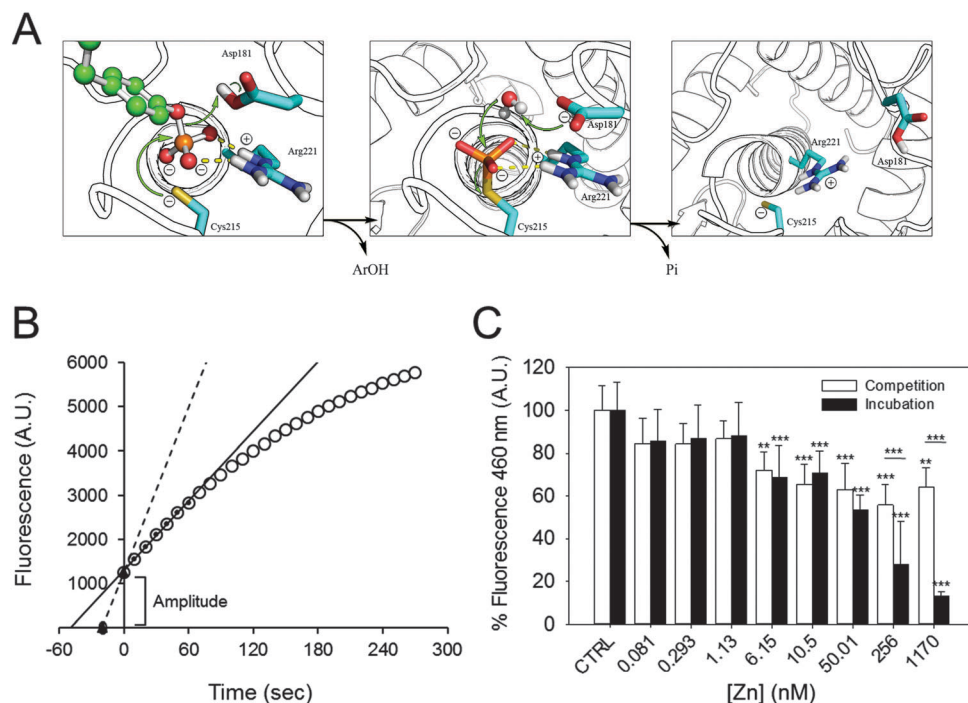 A
Asp181
Arg221
Cys215
ArOH
Asp181
Arg221
Cys215
Pi
Asp181
Arg221
Cys215
B
Fluorescence (A.U.)
6000
5000
4000
3000
2000
1000
Amplitude
-60 0 60 120 180 240 300
Time (sec)
C
% Fluorescence 460 nm (A.U.)
120
100
80
60
40
20
0
Competition
Incubation
** *** *** *** *** *** *** *** *** ** ***
CTRL 0.081 0.293 1.13 6.15 10.5 50.01 256 1170
[Zn] (nM)